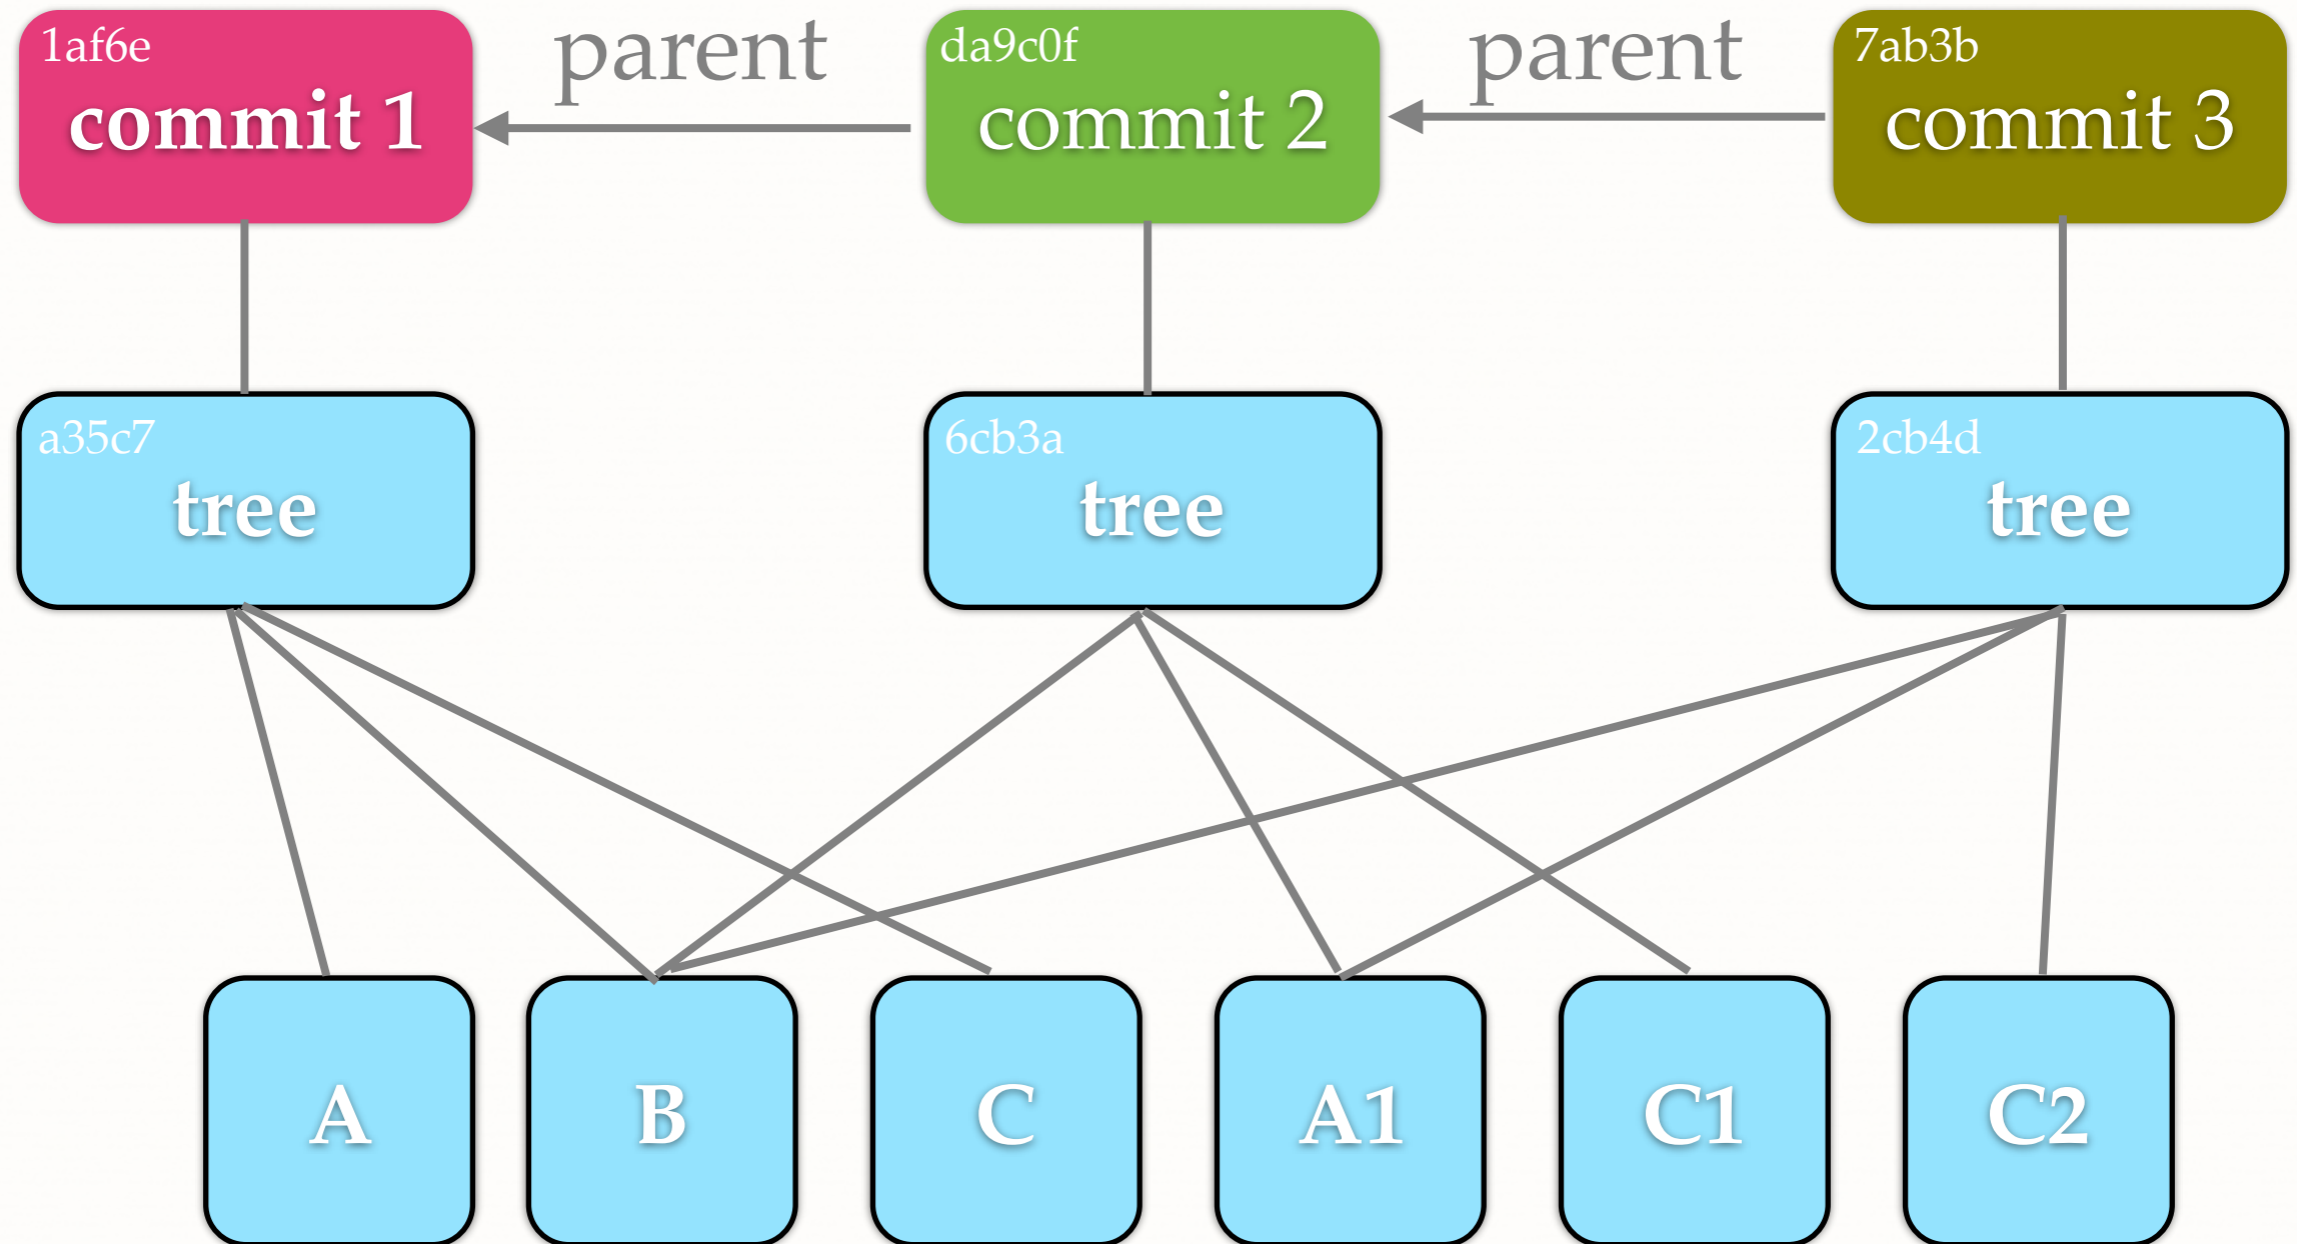 1af6e
commit 1
parent
da9c0f
commit 2
parent
7ab3b
commit 3
a35c7
tree
6cb3a
tree
2cb4d
tree
A
B
C
A1
C1
C2